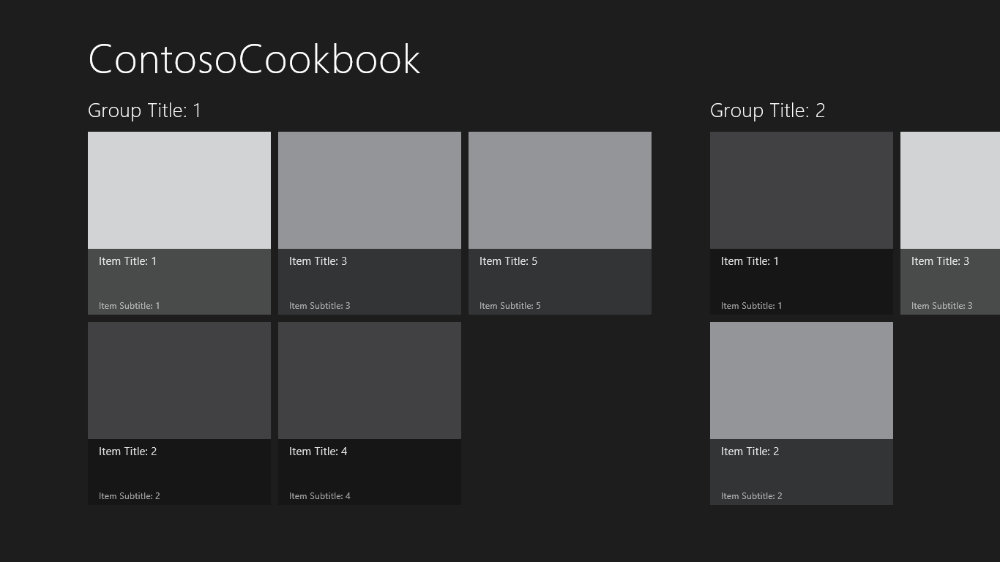 ContosoCookbook
Group Title: 1
Item Title: 1
Item Subtitle: 1
Item Title: 3
Item Subtitle: 3
Item Title: 5
Item Subtitle: 5
Item Title: 2
Item Subtitle: 2
Item Title: 4
Item Subtitle: 4
Group Title: 2
Item Title: 1
Item Subtitle: 1
Item Title: 3
Item Subtitle: 3
Item Title: 2
Item Subtitle: 2